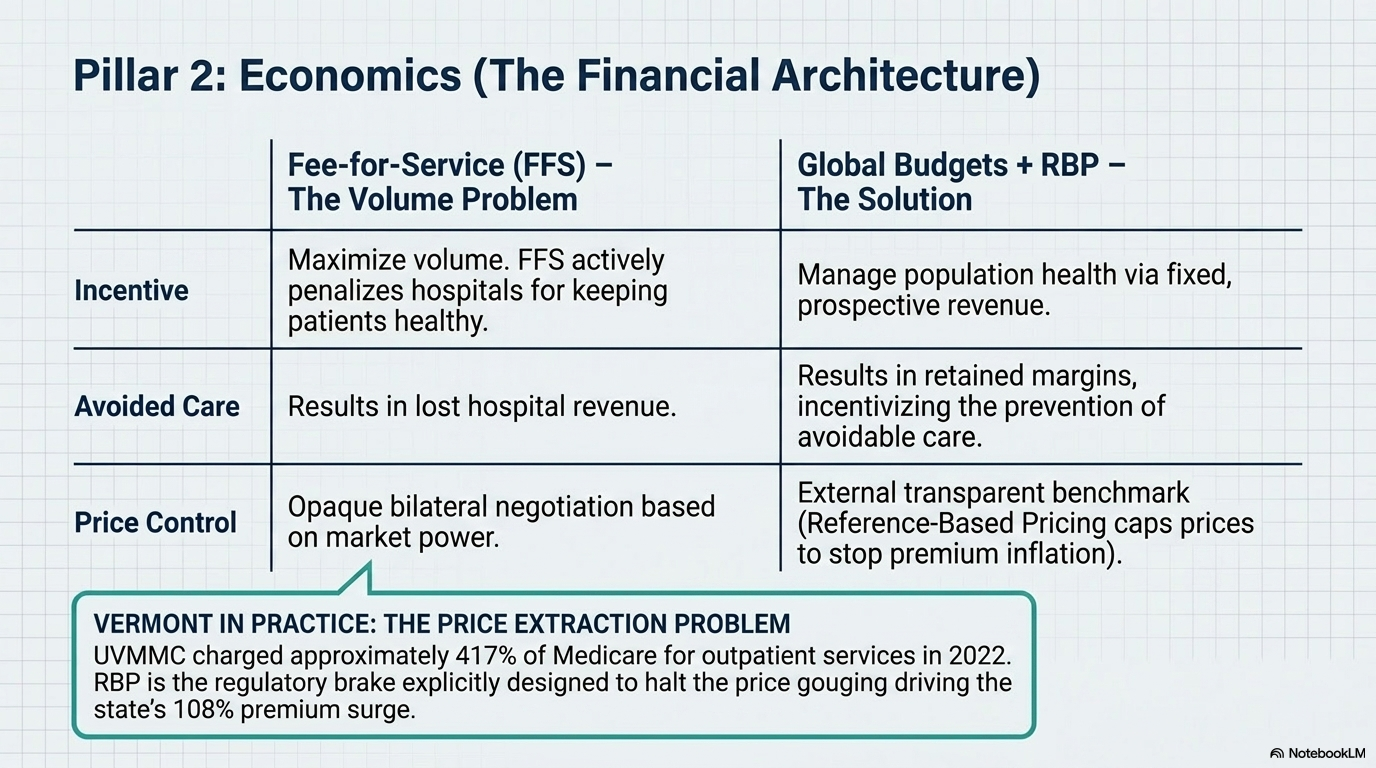 Pillar 2: Economics (The Financial Architecture)
Fee-for-Service (FFS) –
The Volume Problem
Global Budgets + RBP –
The Solution
Incentive
Maximize volume. FFS actively
penalizes hospitals for keeping
patients healthy.
Manage population health via fixed,
prospective revenue.
Avoided Care
Results in lost hospital revenue.
Results in retained margins,
incentivizing the prevention of
avoidable care.
Price Control
Opaque bilateral negotiation based
on market power.
External transparent benchmark
(Reference-Based Pricing caps prices
to stop premium inflation).
VERMONT IN PRACTICE: THE PRICE EXTRACTION PROBLEM
UVMMC charged approximately 417% of Medicare for outpatient services in 2022.
RBP is the regulatory brake explicitly designed to halt the price gouging driving the
state's 108% premium surge.
NotebookLM